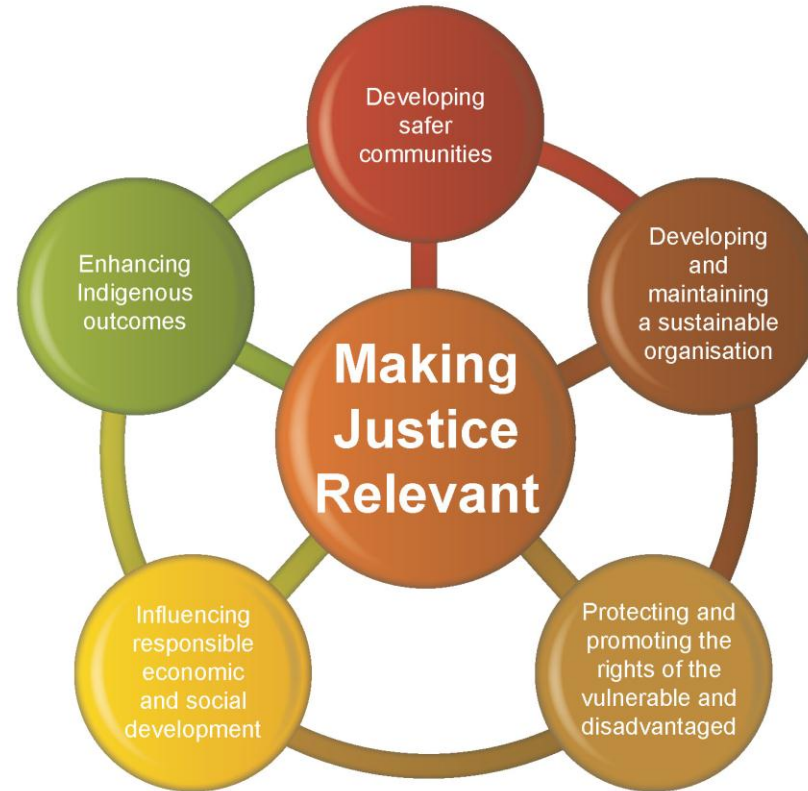 Developing
safer
communities
Enhancing
Indigenous
outcomes
Developing
and
maintaining
a sustainable
organisation
Making
Justice
Relevant
Influencing
responsible
economic
and social
development
Protecting and
promoting the
rights of the
vulnerable and
disadvantaged